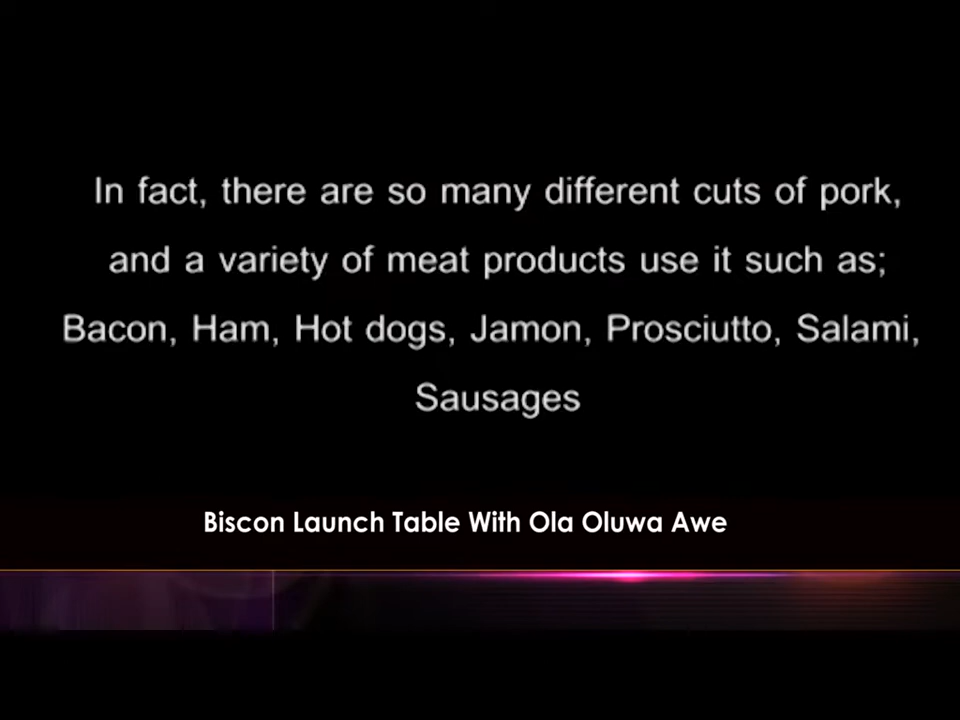 In fact, there are so many different cuts of pork,
and a variety of meat products use it such as;
Bacon, Ham, Hot dogs, Jamon, Prosciutto, Salami,
Sausages
Biscon Launch Table With Ola Oluwa Awe